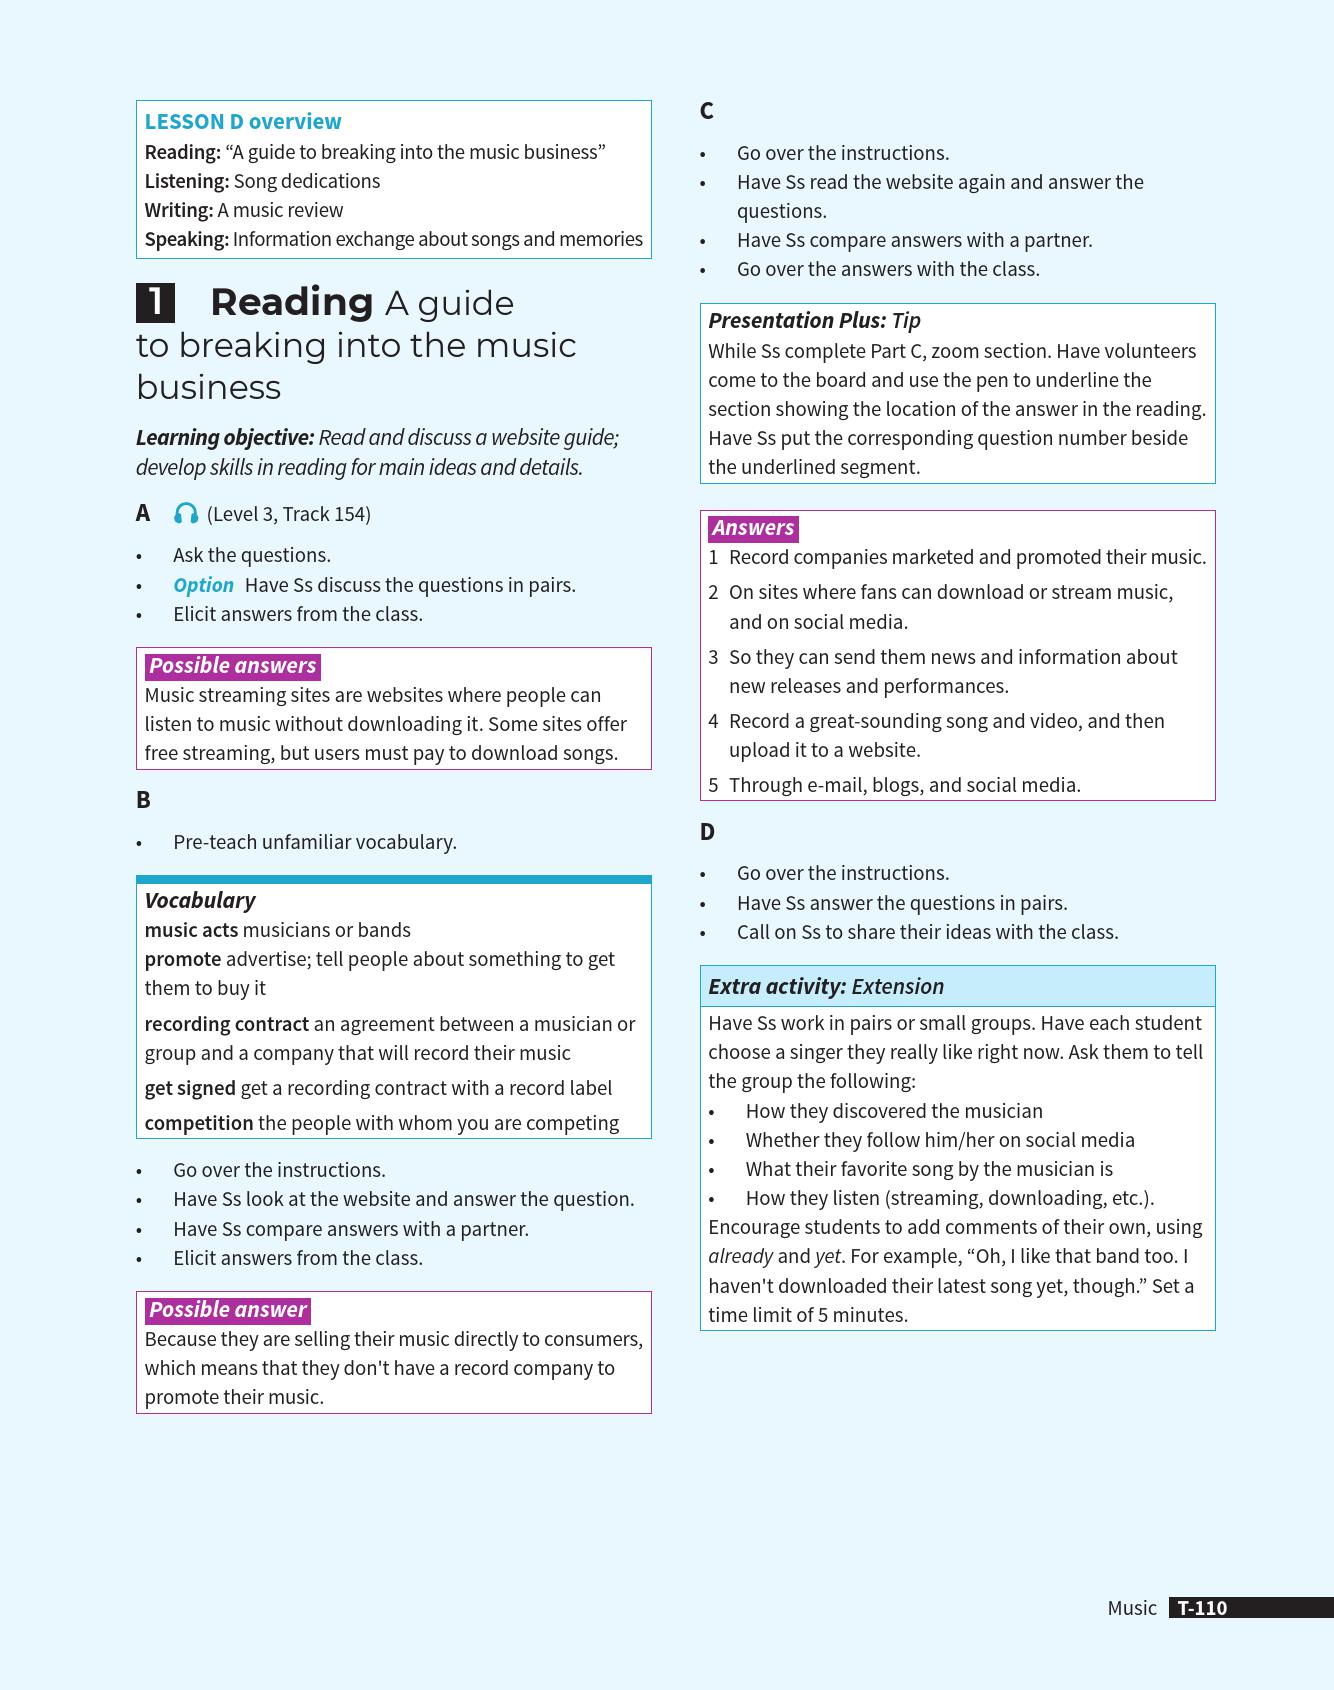 LESSON D overview
Reading: “A guide to breaking into the music business”
Listening: Song dedications
Writing: A music review
Speaking: Information exchange about songs and memories
1 Reading A guide
to breaking into the music
business
Learning objective: Read and discuss a website guide;
develop skills in reading for main ideas and details.
A (Level 3, Track 154)
• Ask the questions.
• Option Have Ss discuss the questions in pairs.
• Elicit answers from the class.
Possible answers
Music streaming sites are websites where people can
listen to music without downloading it. Some sites offer
free streaming, but users must pay to download songs.
B
• Pre-teach unfamiliar vocabulary.
Vocabulary
music acts musicians or bands
promote advertise; tell people about something to get
them to buy it
recording contract an agreement between a musician or
group and a company that will record their music
get signed get a recording contract with a record label
competition the people with whom you are competing
• Go over the instructions.
• Have Ss look at the website and answer the question.
• Have Ss compare answers with a partner.
• Elicit answers from the class.
Possible answer
Because they are selling their music directly to consumers,
which means that they don't have a record company to
promote their music.
C
• Go over the instructions.
• Have Ss read the website again and answer the
questions.
• Have Ss compare answers with a partner.
• Go over the answers with the class.
Presentation Plus: Tip
While Ss complete Part C, zoom section. Have volunteers
come to the board and use the pen to underline the
section showing the location of the answer in the reading.
Have Ss put the corresponding question number beside
the underlined segment.
Answers
1 Record companies marketed and promoted their music.
2 On sites where fans can download or stream music,
and on social media.
3 So they can send them news and information about
new releases and performances.
4 Record a great-sounding song and video, and then
upload it to a website.
5 Through e-mail, blogs, and social media.
D
• Go over the instructions.
• Have Ss answer the questions in pairs.
• Call on Ss to share their ideas with the class.
Extra activity: Extension
Have Ss work in pairs or small groups. Have each student
choose a singer they really like right now. Ask them to tell
the group the following:
• How they discovered the musician
• Whether they follow him/her on social media
• What their favorite song by the musician is
• How they listen (streaming, downloading, etc.).
Encourage students to add comments of their own, using
already and yet. For example, “Oh, I like that band too. I
haven't downloaded their latest song yet, though.” Set a
time limit of 5 minutes.
Music T-110